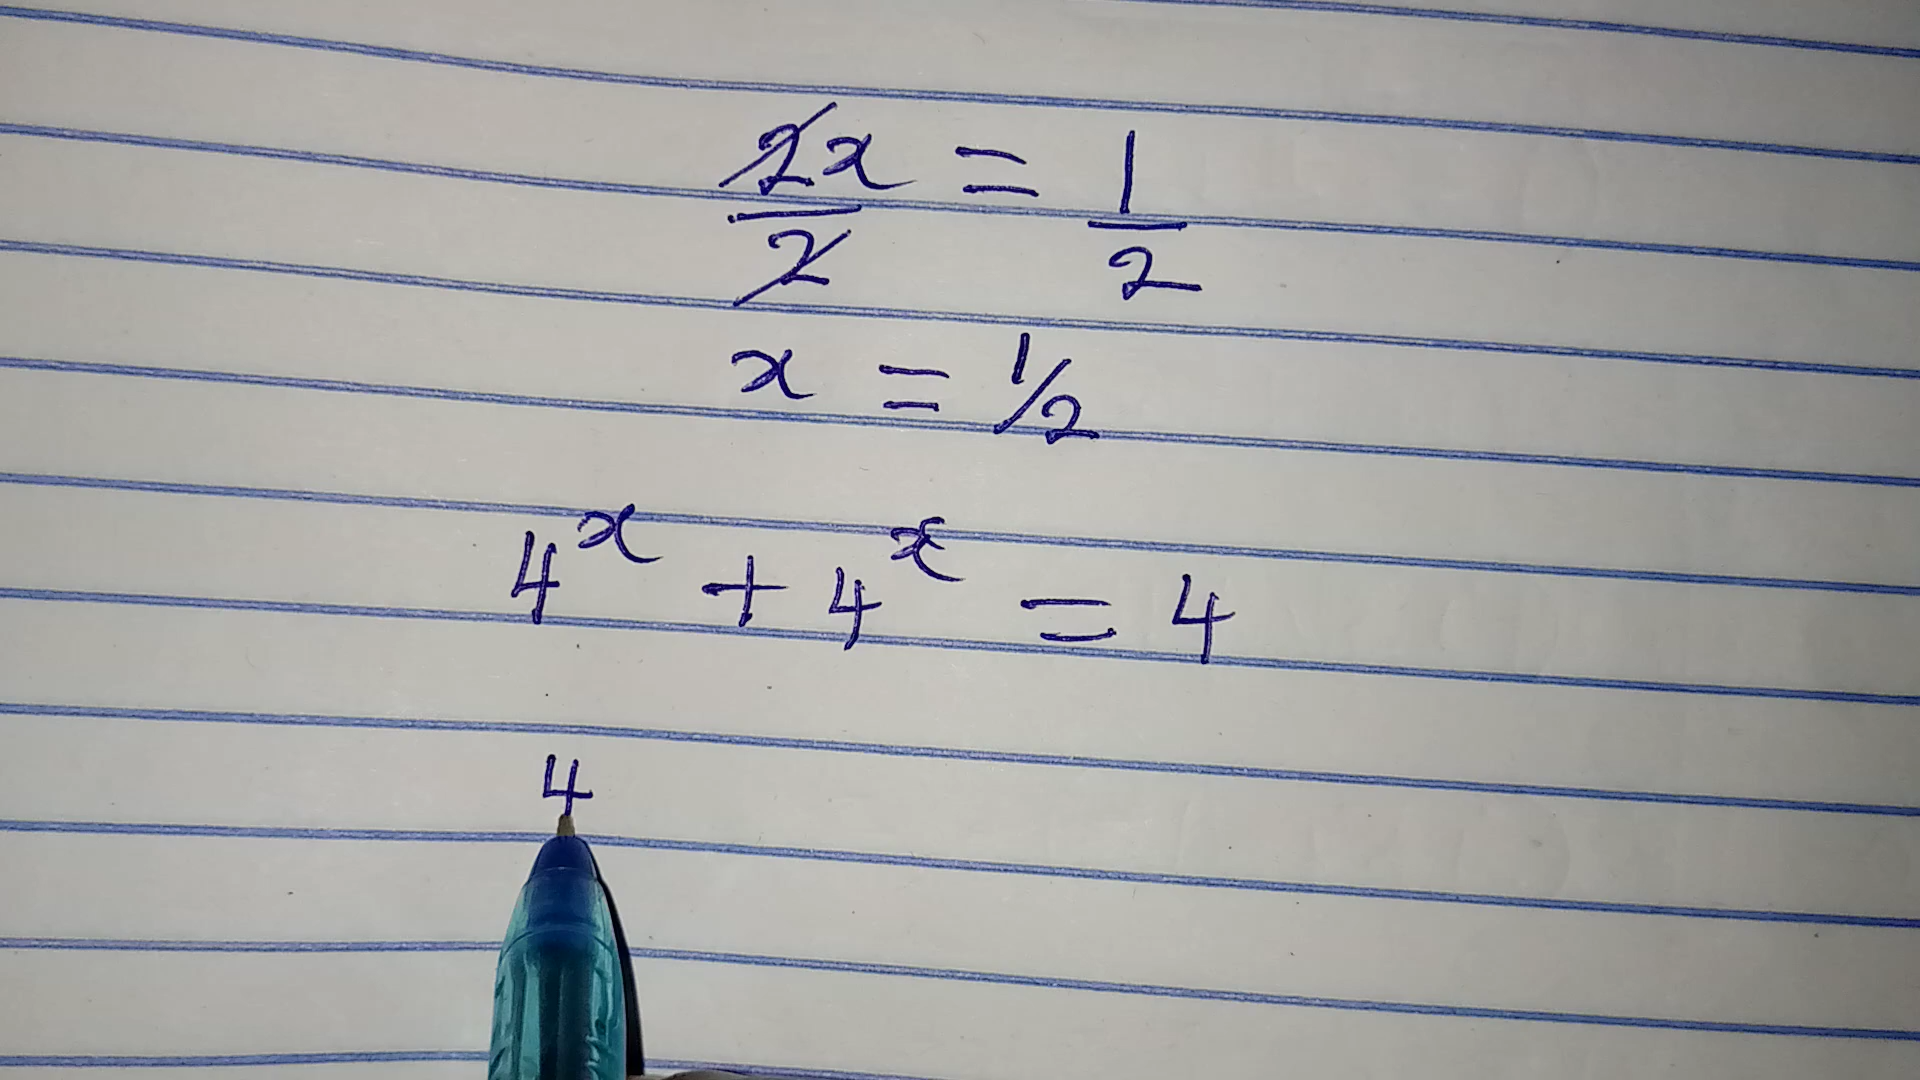 2x/2 = 1/2
x = 1/2
4^x + 4^x = 4
4